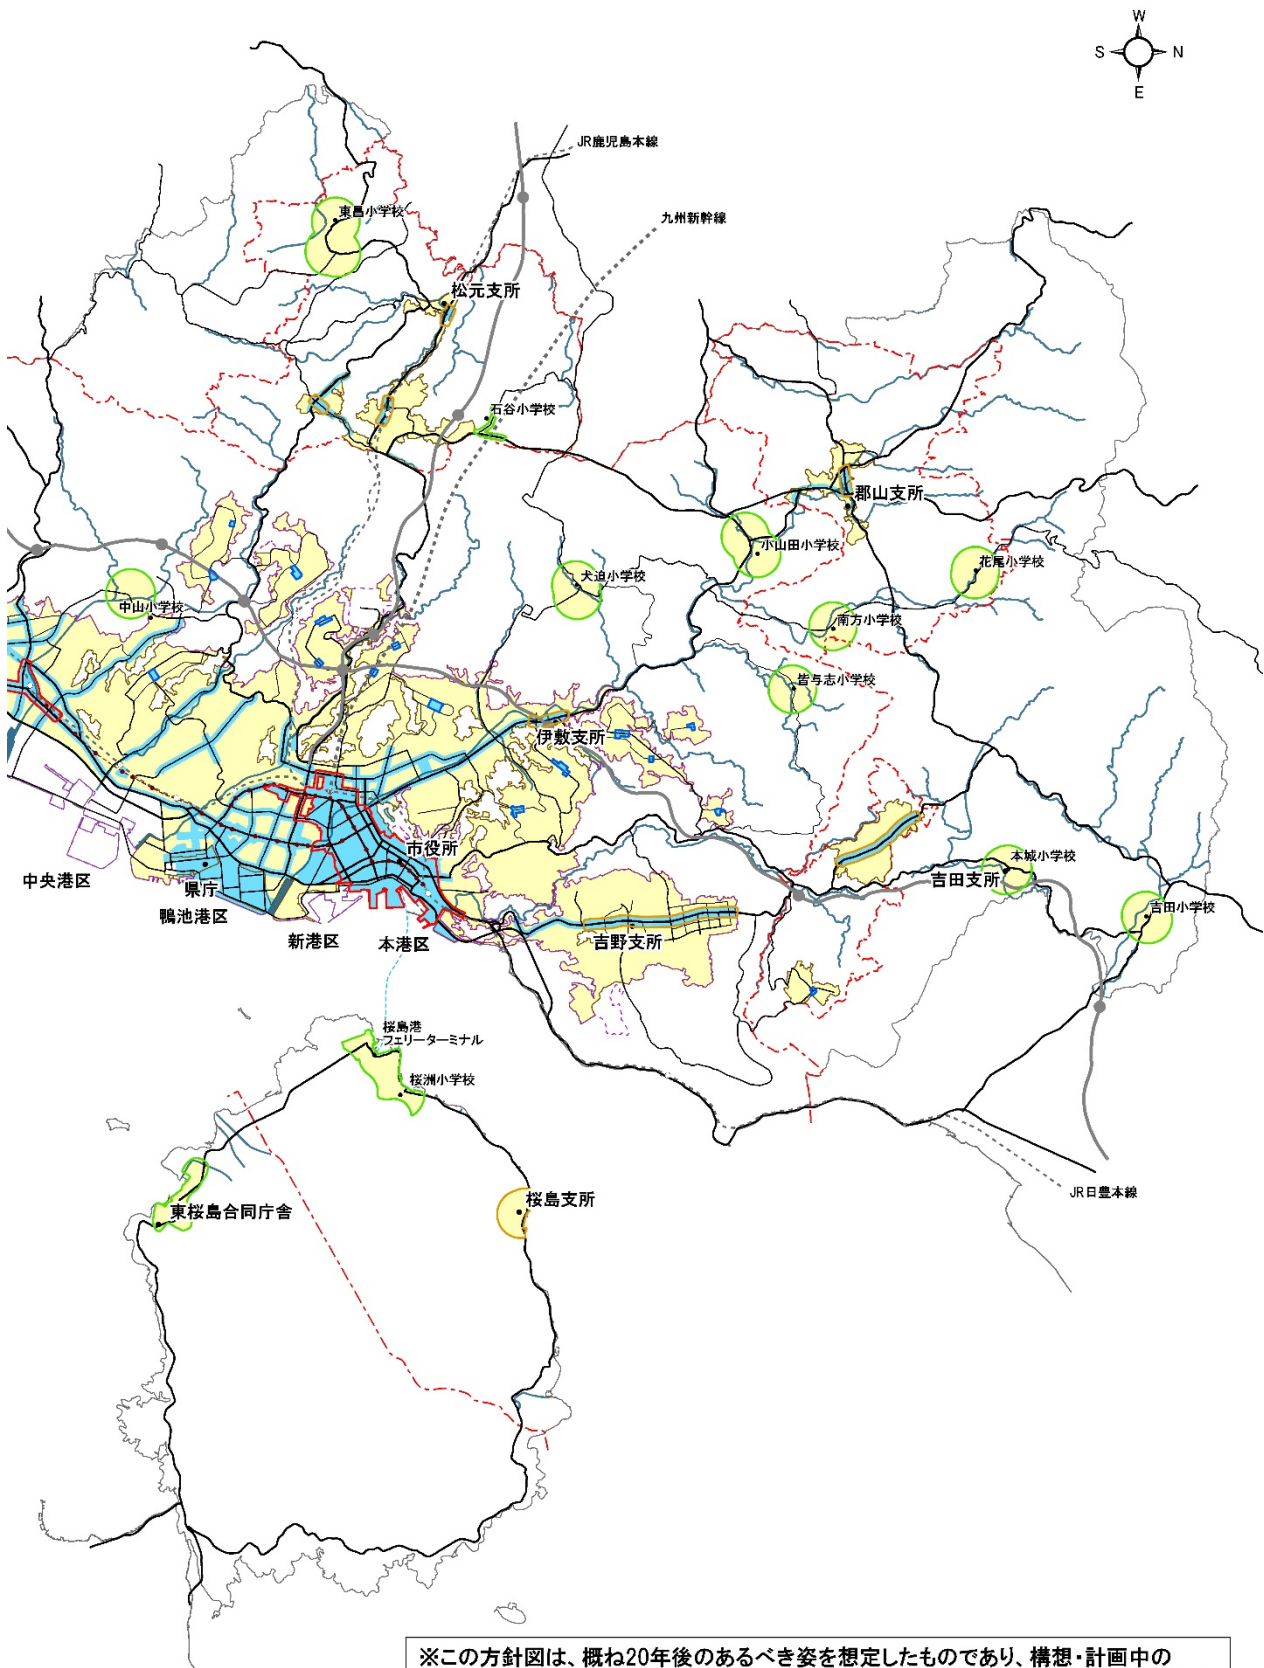 W
S
N
E
JR鹿児島本線
九州新幹線
東昌小学校
松元支所
石谷小学校
郡山支所
小山田小学校
花尾小学校
犬迫小学校
中山小学校
南方小学校
皆与志小学校
伊敷支所
市役所
本城小学校
吉田支所
中央港区
県庁
鴨池港区
吉田小学校
新港区
本港区
吉野支所
桜島港
フェリーターミナル
桜洲小学校
JR日豊本線
桜島支所
東桜島合同庁舎
※この方針図は、概ね20年後のあるべき姿を想定したものであり、構想・計画中の